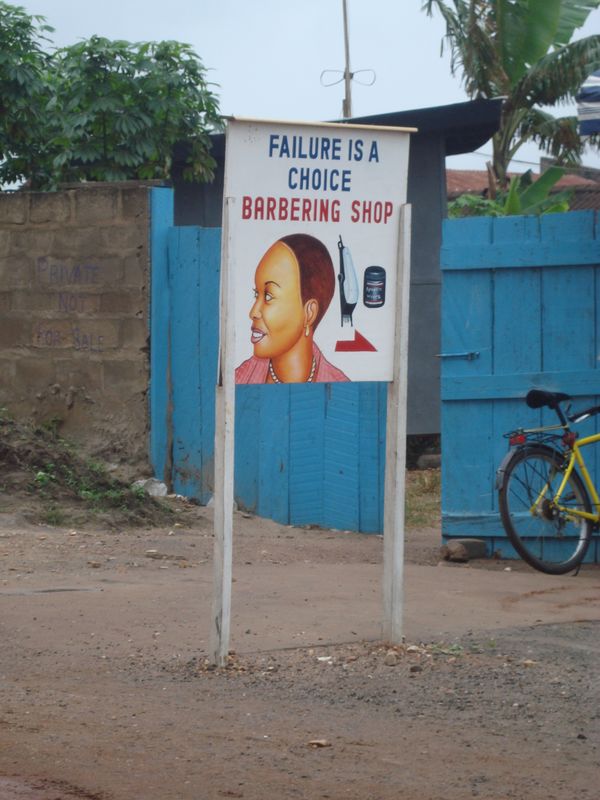 FAILURE IS A
CHOICE
BARBERING SHOP
PRIVATE
NOT
FOR SALE